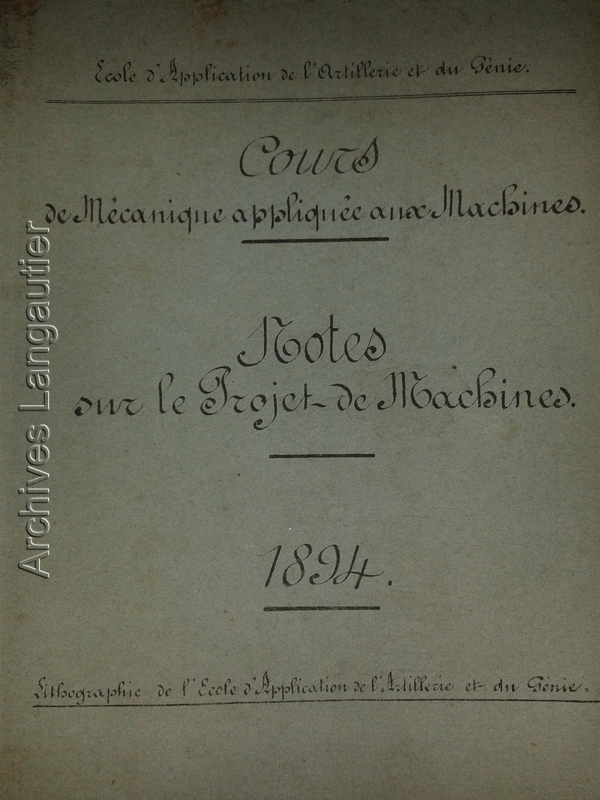 Ecole d'Application de l'Artillerie et du Génie.
Cours
de Mécanique appliquée aux Machines.
Notes
sur le Projet de Machines.
1894.
Lithographie de l'Ecole d'Application de l'Artillerie et du Génie.
Archives Langautier